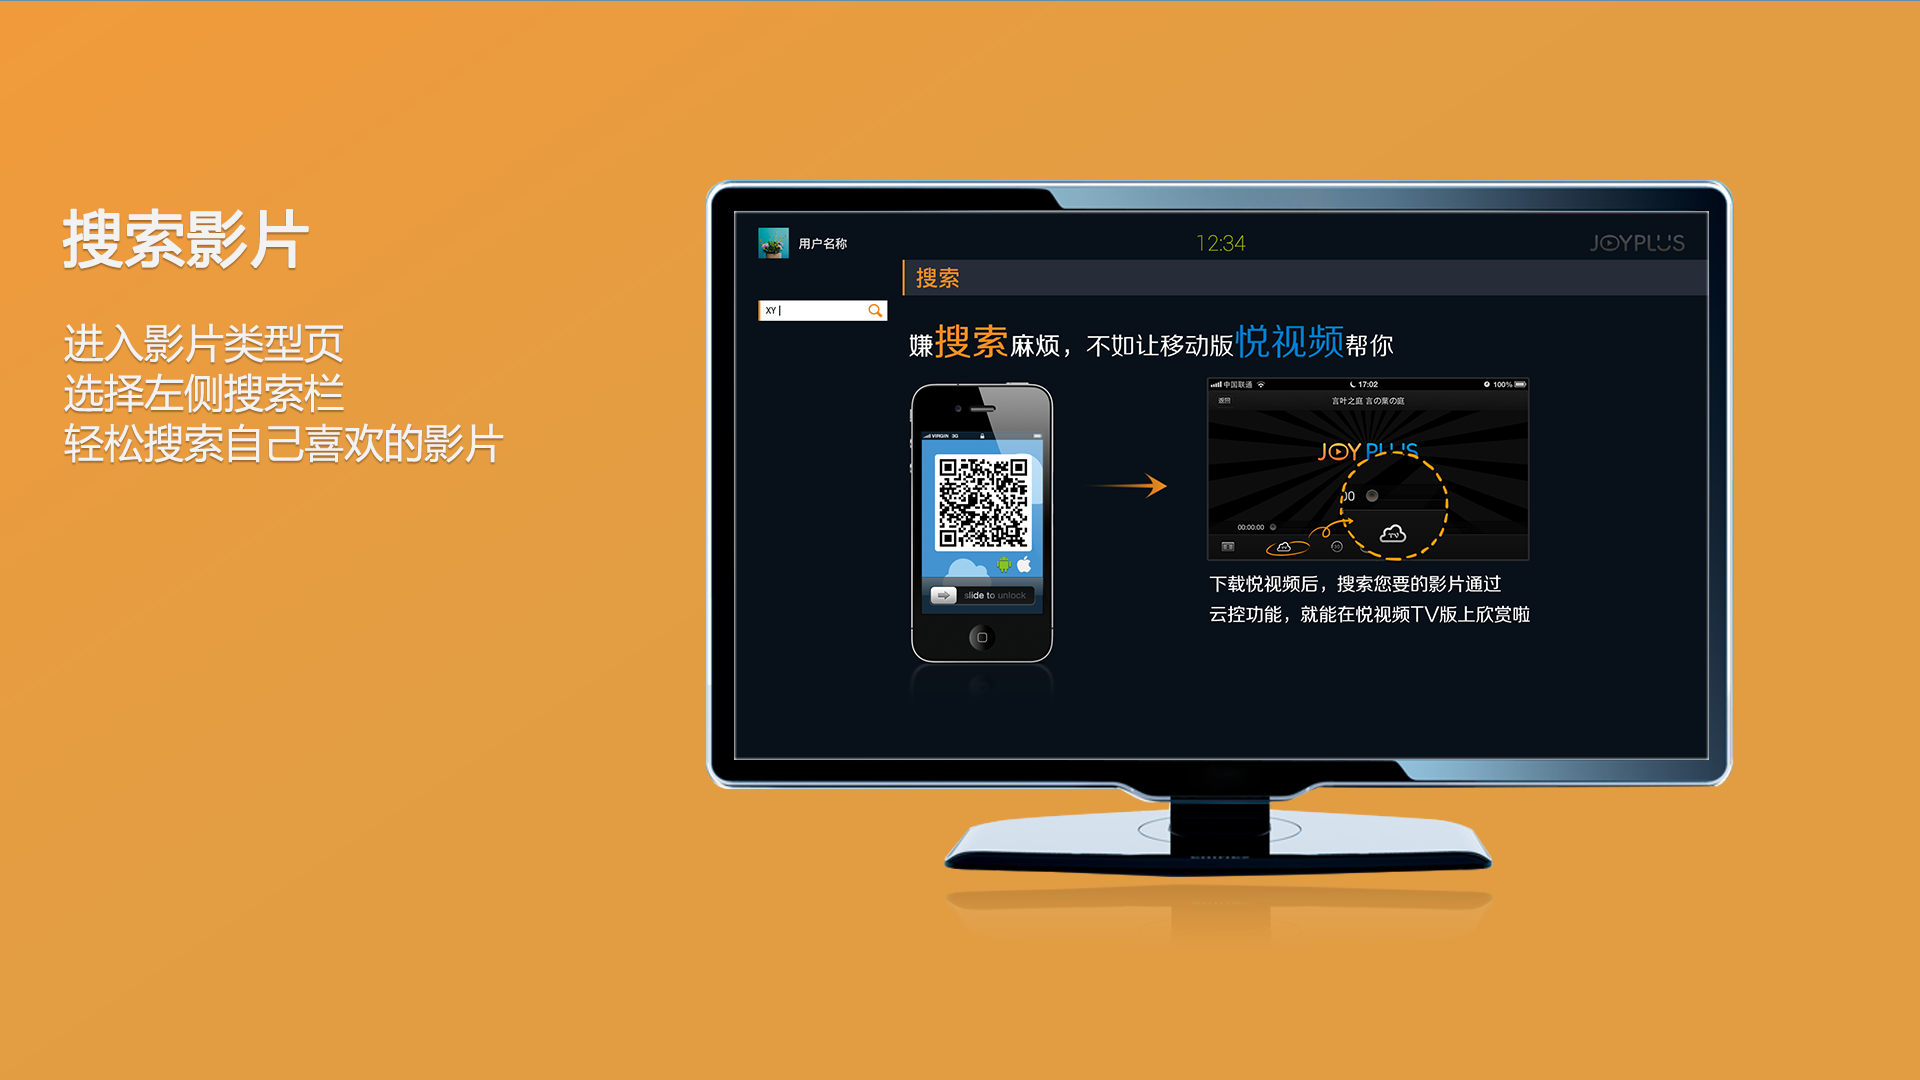 搜索影片
进入影片类型页
选择左侧搜索栏
轻松搜索自己喜欢的影片
用户名称
12:34
JOYPLUS
搜索
XY
嫌搜索麻烦，不如让移动版悦视频帮你
VIRGIN 3G
slide to unlock
中国联通
17:02
100%
返回
言叶之庭 言の葉の庭
JOYPLUS
00
00:00:00
TV
下载悦视频后，搜索您要的影片通过
云控功能，就能在悦视频TV版上欣赏啦